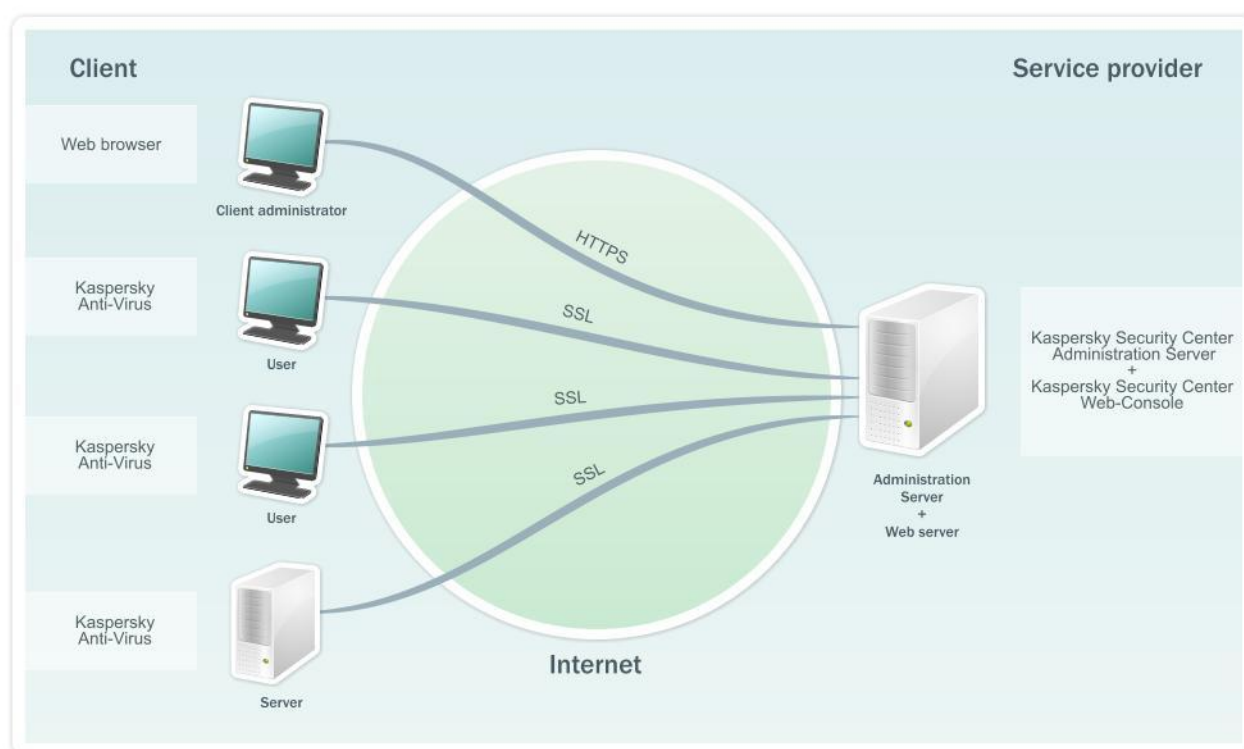 Client
Service provider
Web browser
Client administrator
HTTPS
Kaspersky
Anti-Virus
User
SSL
Kaspersky Security Center
Administration Server
+
Kaspersky Security Center
Web-Console
Kaspersky
Anti-Virus
User
SSL
Administration
Server
+
Web server
SSL
Kaspersky
Anti-Virus
Server
Internet